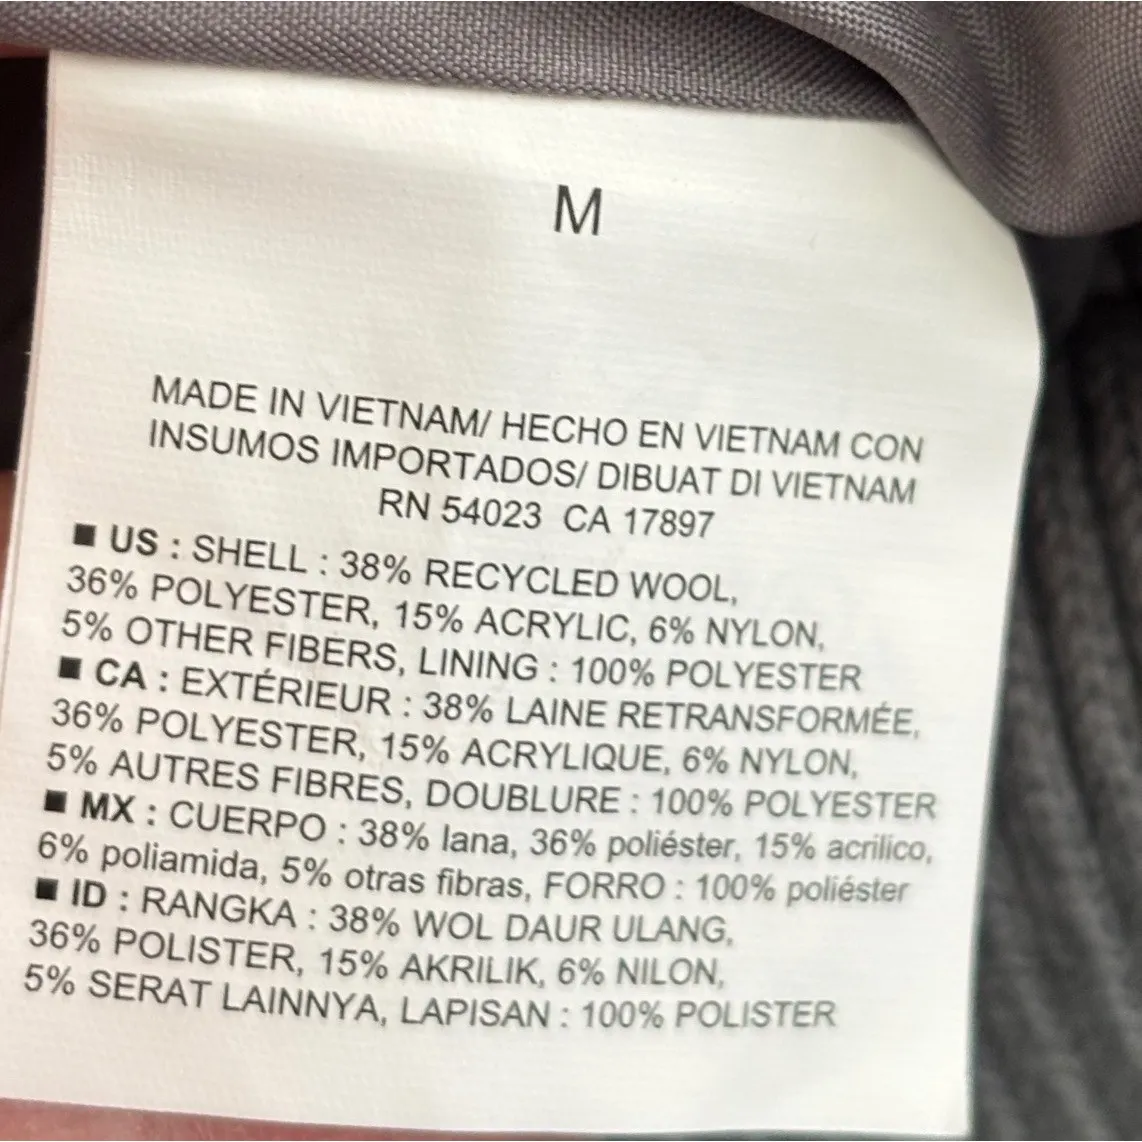 M
MADE IN VIETNAM/ HECHO EN VIETNAM CON
INSUMOS IMPORTADOS/ DIBUAT DI VIETNAM
RN 54023 CA 17897
■ US : SHELL : 38% RECYCLED WOOL,
36% POLYESTER, 15% ACRYLIC, 6% NYLON,
5% OTHER FIBERS, LINING : 100% POLYESTER
■ CA : EXTÉRIEUR : 38% LAINE RETRANSFORMÉE,
36% POLYESTER, 15% ACRYLIQUE, 6% NYLON,
5% AUTRES FIBRES, DOUBLURE : 100% POLYESTER
■ MX : CUERPO : 38% lana, 36% poliéster, 15% acrilico,
6% poliamida, 5% otras fibras, FORRO : 100% poliéster
■ ID : RANGKA : 38% WOL DAUR ULANG,
36% POLISTER, 15% AKRILIK, 6% NILON,
5% SERAT LAINNYA, LAPISAN : 100% POLISTER